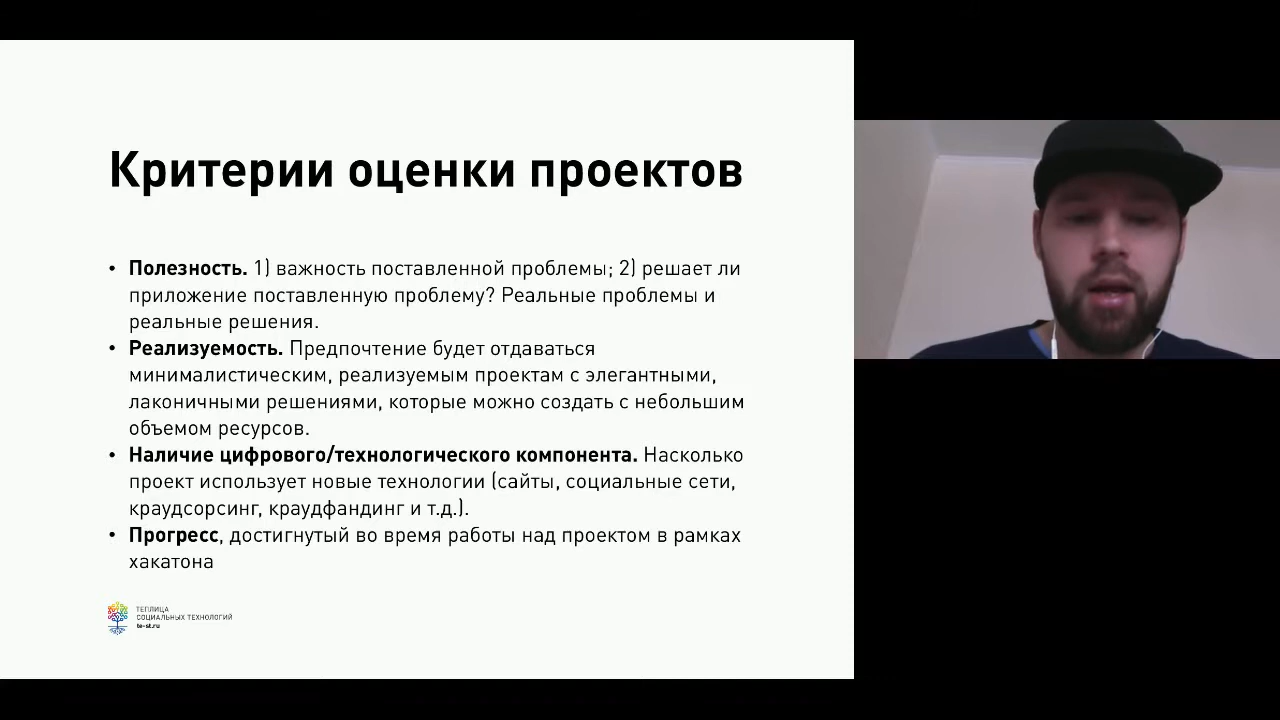 Критерии оценки проектов
• Полезность. 1) важность поставленной проблемы; 2) решает ли
приложение поставленную проблему? Реальные проблемы и
реальные решения.
• Реализуемость. Предпочтение будет отдаваться
минималистическим, реализуемым проектам с элегантными,
лаконичными решениями, которые можно создать с небольшим
объемом ресурсов.
• Наличие цифрового/технологического компонента. Насколько
проект использует новые технологии (сайты, социальные сети,
краудсорсинг, краудфандинг и т.д.).
• Прогресс, достигнутый во время работы над проектом в рамках
хакатона
ТЕПЛИЦА
СОЦИАЛЬНЫХ ТЕХНОЛОГИЙ
te-st.ru